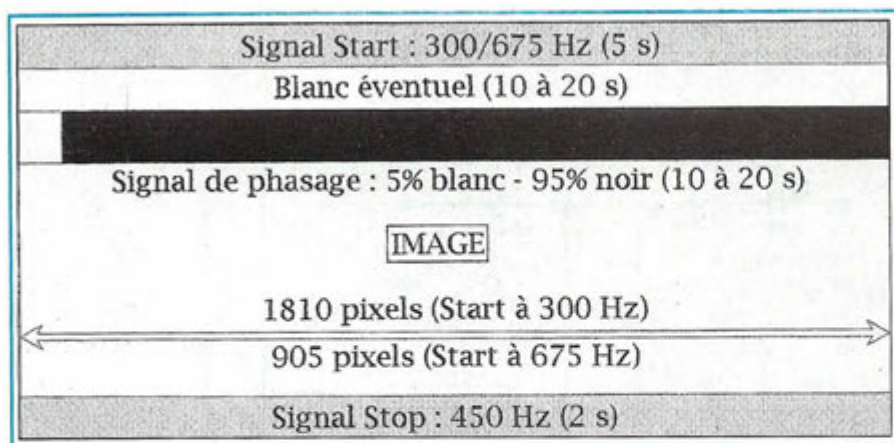 Signal Start : 300/675 Hz (5 s)
Blanc éventuel (10 à 20 s)
Signal de phasage : 5% blanc - 95% noir (10 à 20 s)
IMAGE
1810 pixels (Start à 300 Hz)
905 pixels (Start à 675 Hz)
Signal Stop : 450 Hz (2 s)